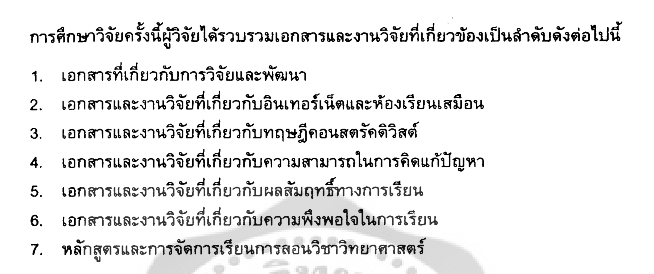 การศึกษาวิจัยครั้งนี้ผู้วิจัยได้รวบรวมเอกสารและงานวิจัยที่เกี่ยวข้องเป็นลำดับดังต่อไปนี้
1. เอกสารที่เกี่ยวกับการวิจัยและพัฒนา
2. เอกสารและงานวิจัยที่เกี่ยวกับอินเทอร์เน็ตและห้องเรียนเสมือน
3. เอกสารและงานวิจัยที่เกี่ยวกับทฤษฎีคอนสตรัคติวิสต์
4. เอกสารและงานวิจัยที่เกี่ยวกับความสามารถในการคิดแก้ปัญหา
5. เอกสารและงานวิจัยที่เกี่ยวกับผลสัมฤทธิ์ทางการเรียน
6. เอกสารและงานวิจัยที่เกี่ยวกับความพึงพอใจในการเรียน
7. หลักสูตรและการจัดการเรียนการสอนวิชาวิทยาศาสตร์